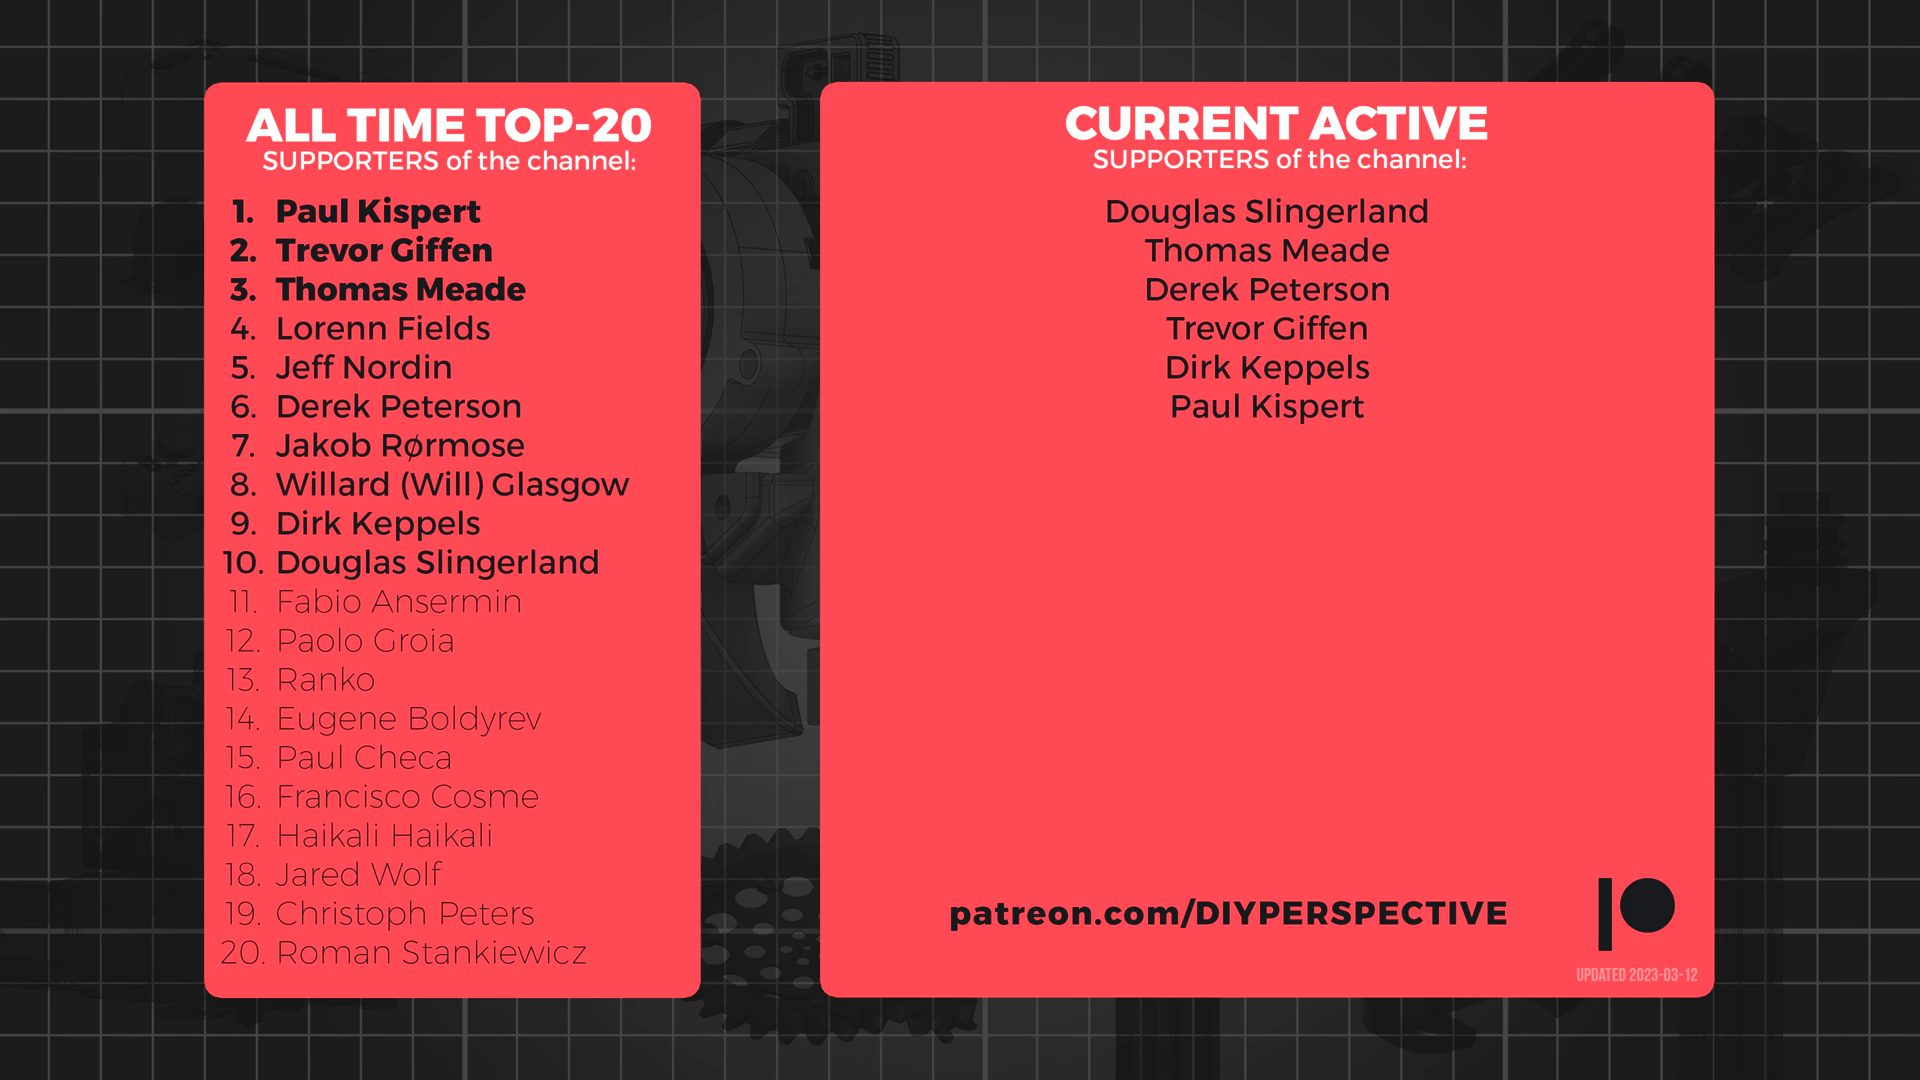 ALL TIME TOP-20
SUPPORTERS of the channel:
1. Paul Kispert
2. Trevor Giffen
3. Thomas Meade
4. Lorenn Fields
5. Jeff Nordin
6. Derek Peterson
7. Jakob Rørmose
8. Willard (Will) Glasgow
9. Dirk Keppels
10. Douglas Slingerland
11. Fabio Ansermin
12. Paolo Groia
13. Ranko
14. Eugene Boldyrev
15. Paul Checa
16. Francisco Cosme
17. Haikali Haikali
18. Jared Wolf
19. Christoph Peters
20. Roman Stankiewicz
CURRENT ACTIVE
SUPPORTERS of the channel:
Douglas Slingerland
Thomas Meade
Derek Peterson
Trevor Giffen
Dirk Keppels
Paul Kispert
patreon.com/DIYPERSPECTIVE
UPDATED 2023-03-12